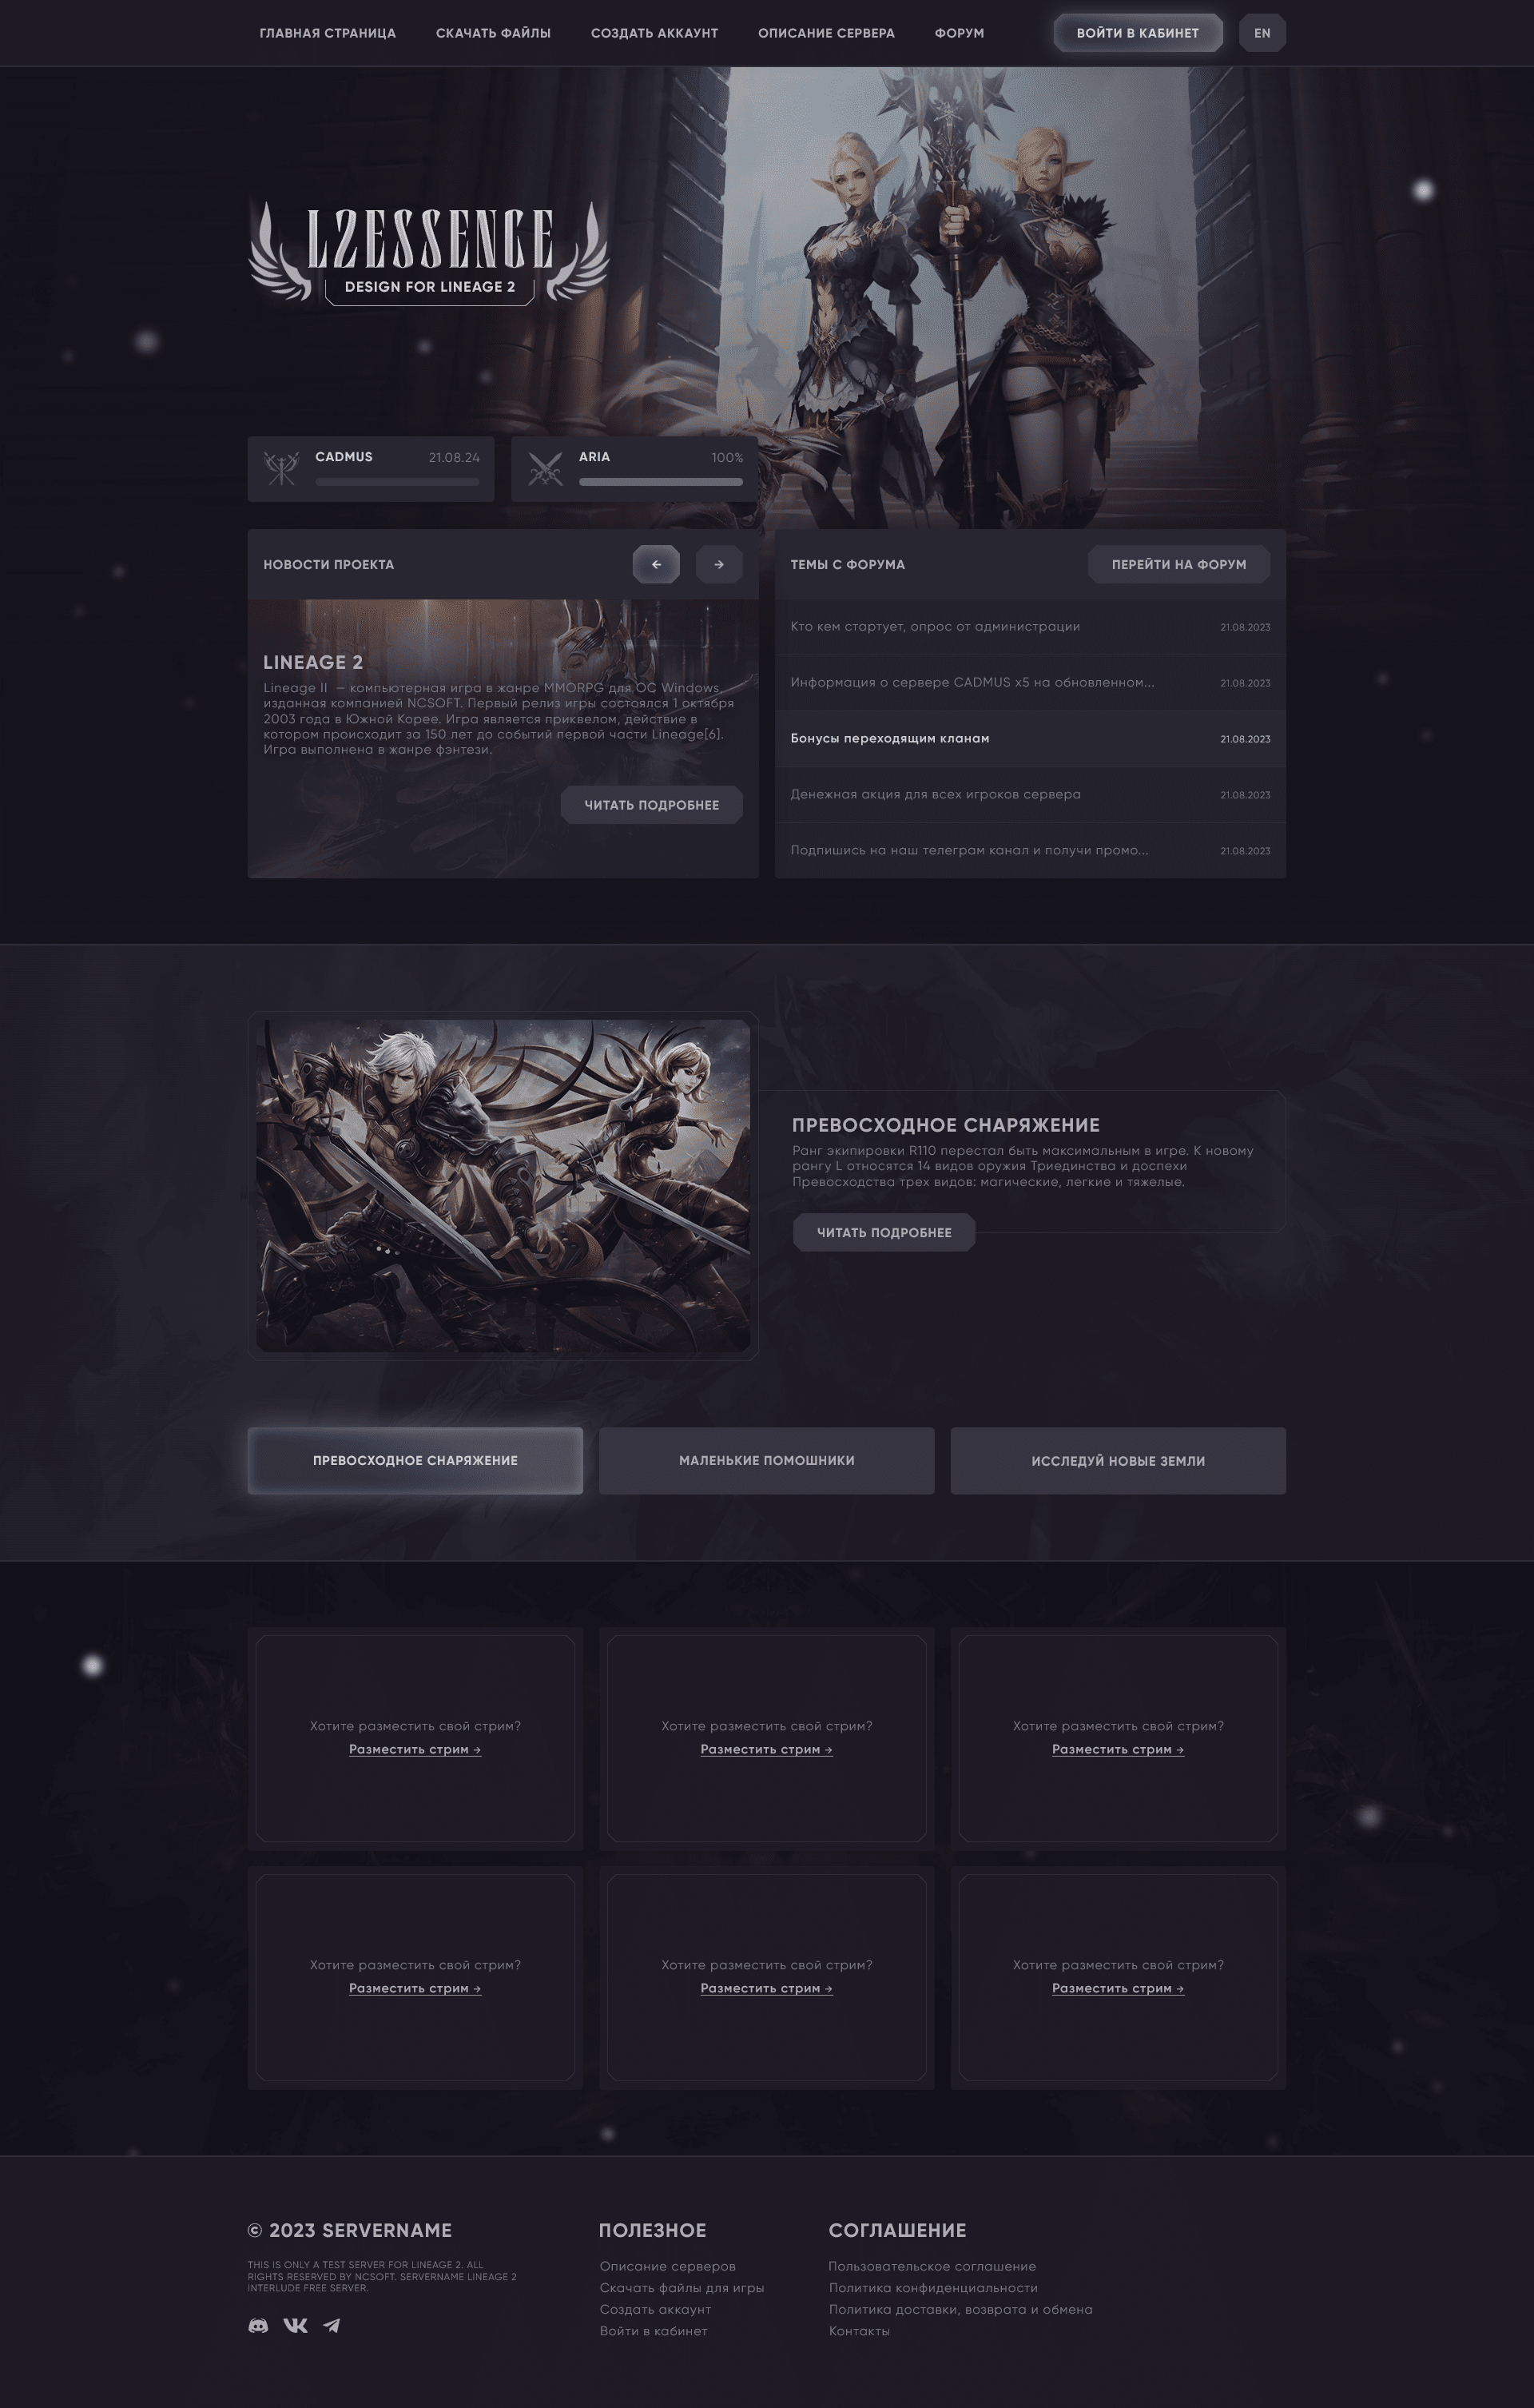 ГЛАВНАЯ СТРАНИЦА СКАЧАТЬ ФАЙЛЫ СОЗДАТЬ АККАУНТ ОПИСАНИЕ СЕРВЕРА ФОРУМ ВОЙТИ В КАБИНЕТ EN
L2ESSENCE
DESIGN FOR LINEAGE 2
CADMUS 21.08.24
ARIA 100%
НОВОСТИ ПРОЕКТА ← →
LINEAGE 2
Lineage II — компьютерная игра в жанре MMORPG для ОС Windows,
изданная компанией NCSOFT. Первый релиз игры состоялся 1 октября
2003 года в Южной Корее. Игра является приквелом, действие в
котором происходит за 150 лет до событий первой части Lineage[6].
Игра выполнена в жанре фэнтези.
ЧИТАТЬ ПОДРОБНЕЕ
ТЕМЫ С ФОРУМА ПЕРЕЙТИ НА ФОРУМ
Кто кем стартует, опрос от администрации 21.08.2023
Информация о сервере CADMUS x5 на обновленном... 21.08.2023
Бонусы переходящим кланам 21.08.2023
Денежная акция для всех игроков сервера 21.08.2023
Подпишись на наш телеграм канал и получи промо... 21.08.2023
ПРЕВОСХОДНОЕ СНАРЯЖЕНИЕ
Ранг экипировки R110 перестал быть максимальным в игре. К новому
рангу L относятся 14 видов оружия Триединства и доспехи
Превосходства трех видов: магические, легкие и тяжелые.
ЧИТАТЬ ПОДРОБНЕЕ
ПРЕВОСХОДНОЕ СНАРЯЖЕНИЕ МАЛЕНЬКИЕ ПОМОШНИКИ ИССЛЕДУЙ НОВЫЕ ЗЕМЛИ
Хотите разместить свой стрим? Хотите разместить свой стрим? Хотите разместить свой стрим?
Разместить стрим → Разместить стрим → Разместить стрим →
Хотите разместить свой стрим? Хотите разместить свой стрим? Хотите разместить свой стрим?
Разместить стрим → Разместить стрим → Разместить стрим →
© 2023 SERVERNAME
THIS IS ONLY A TEST SERVER FOR LINEAGE 2. ALL
RIGHTS RESERVED BY NCSOFT. SERVERNAME LINEAGE 2
INTERLUDE FREE SERVER.
ПОЛЕЗНОЕ
Описание серверов
Скачать файлы для игры
Создать аккаунт
Войти в кабинет
СОГЛАШЕНИЕ
Пользовательское соглашение
Политика конфиденциальности
Политика доставки, возврата и обмена
Контакты